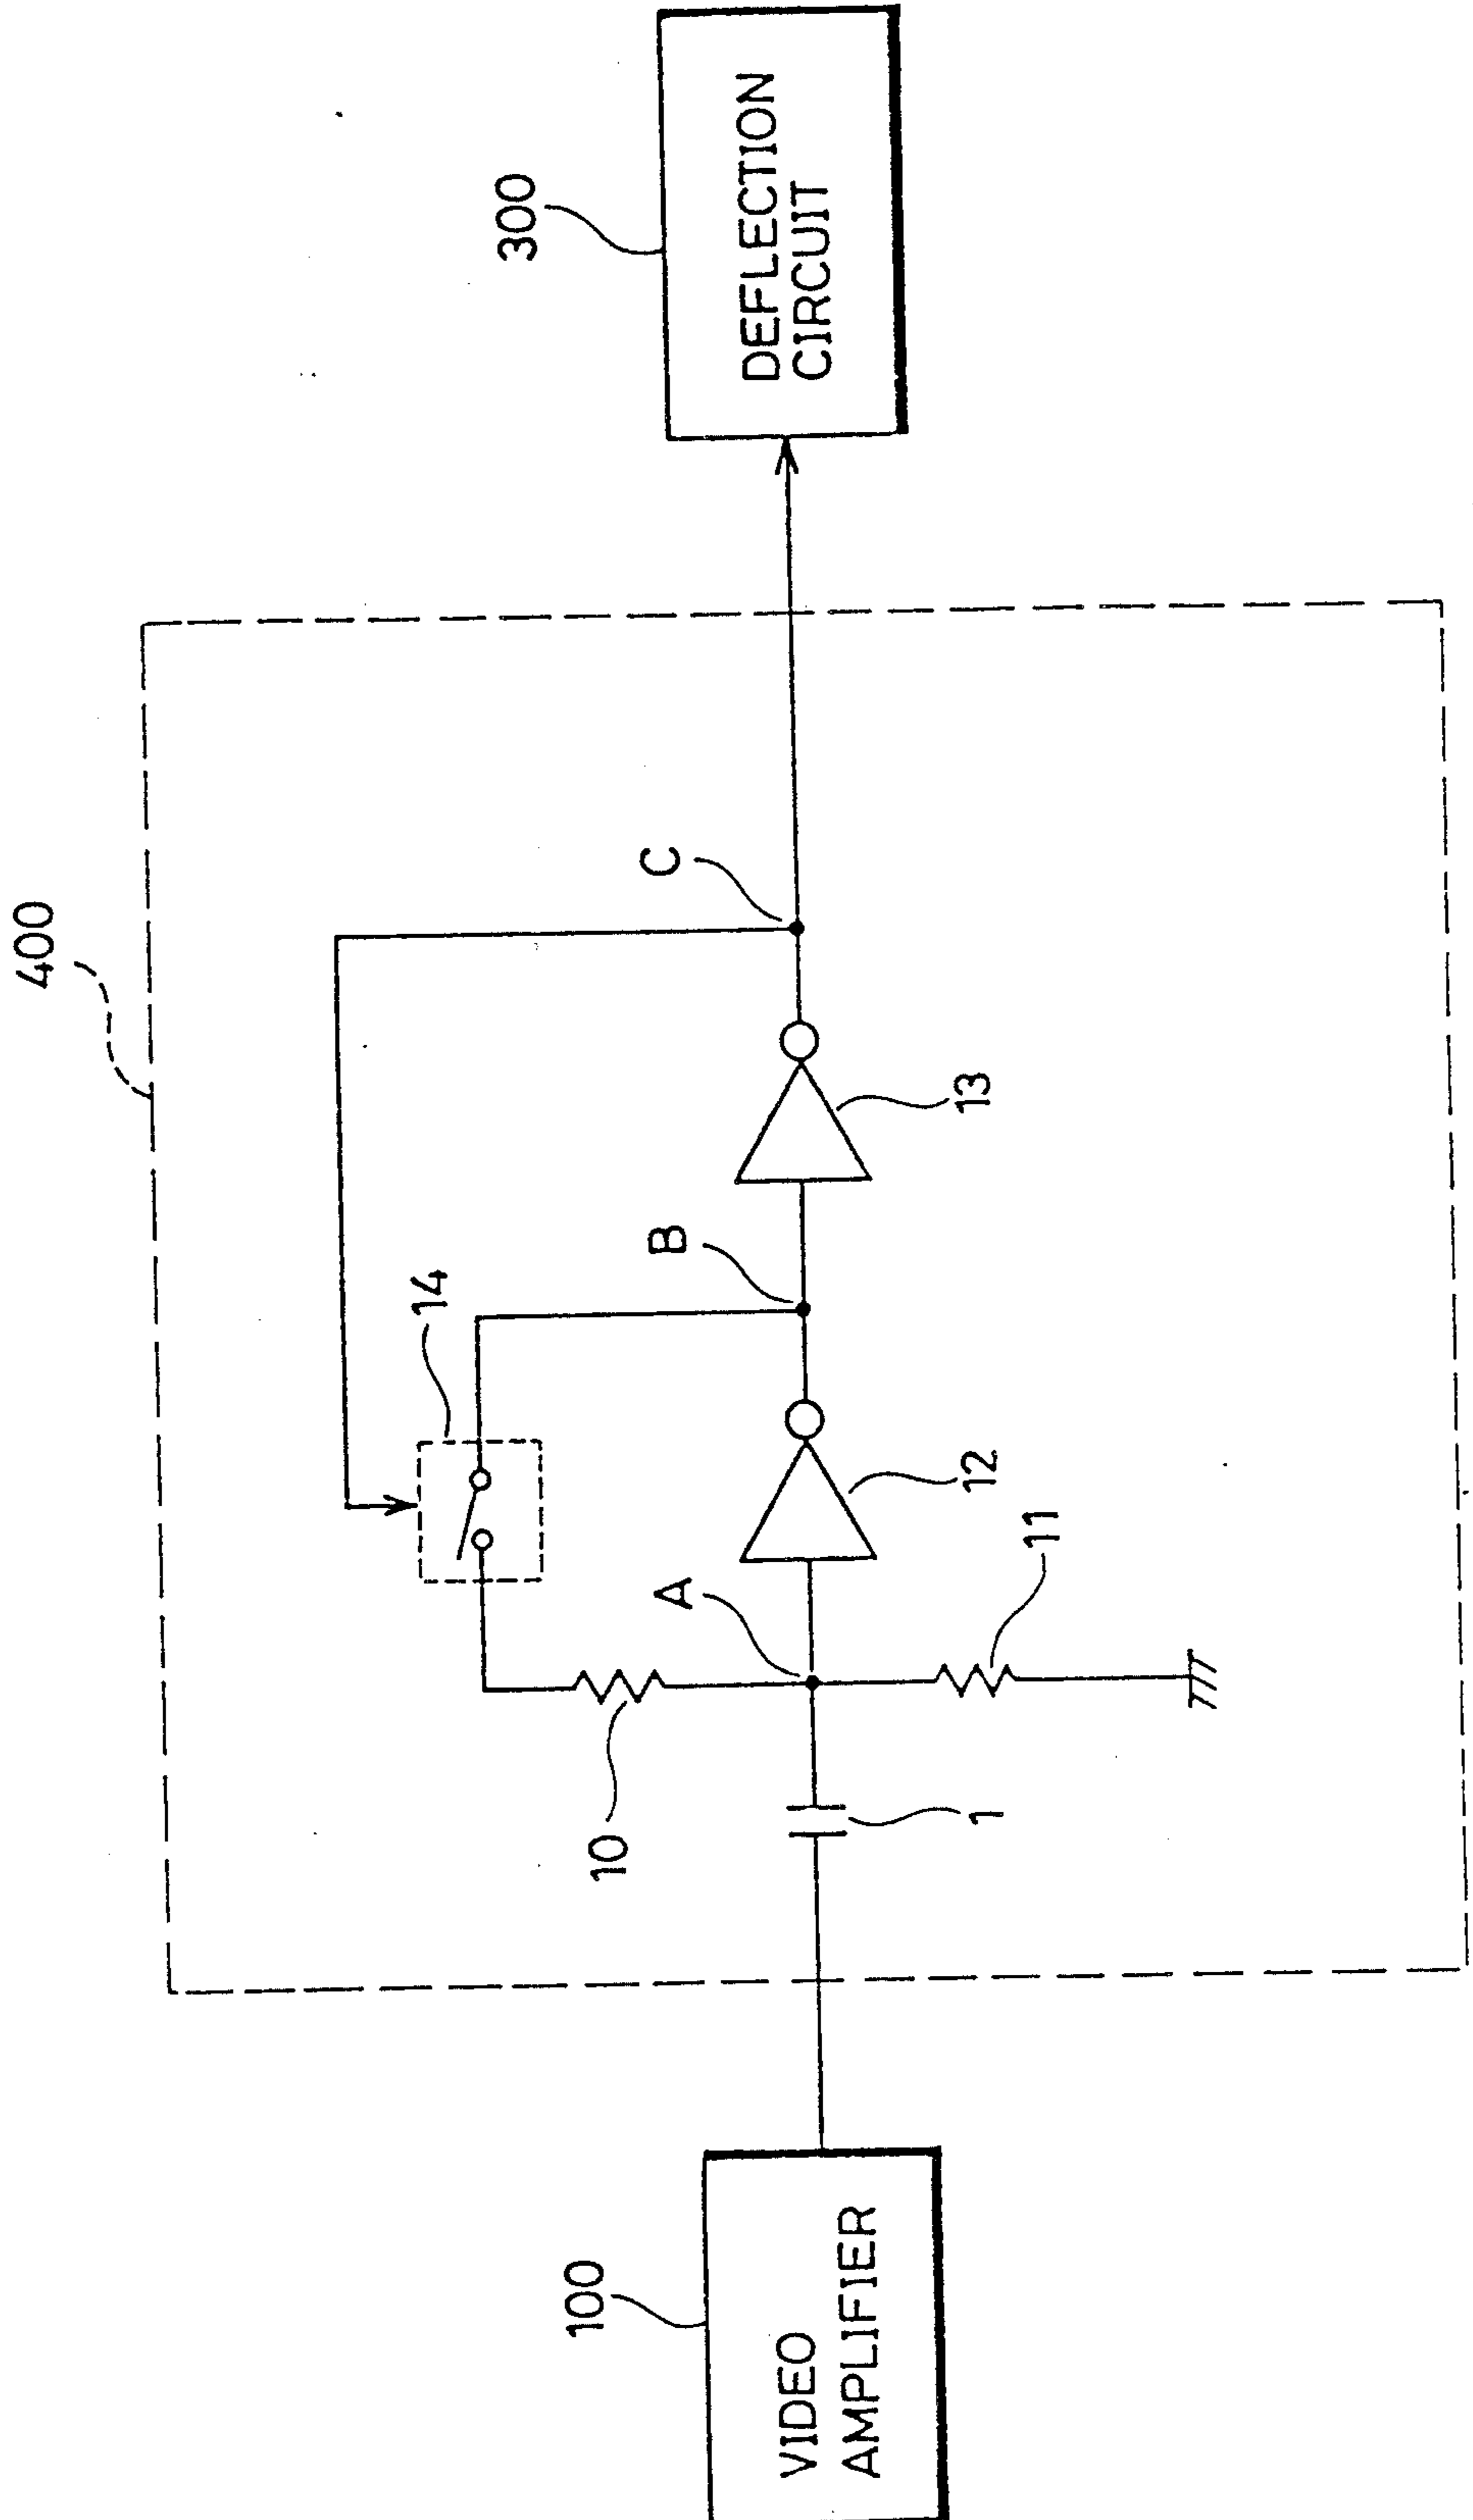 400
300
DEFLECTION
CIRCUIT
C
13
B
14
12
A
11
10
1
100
VIDEO
AMPLIFIER